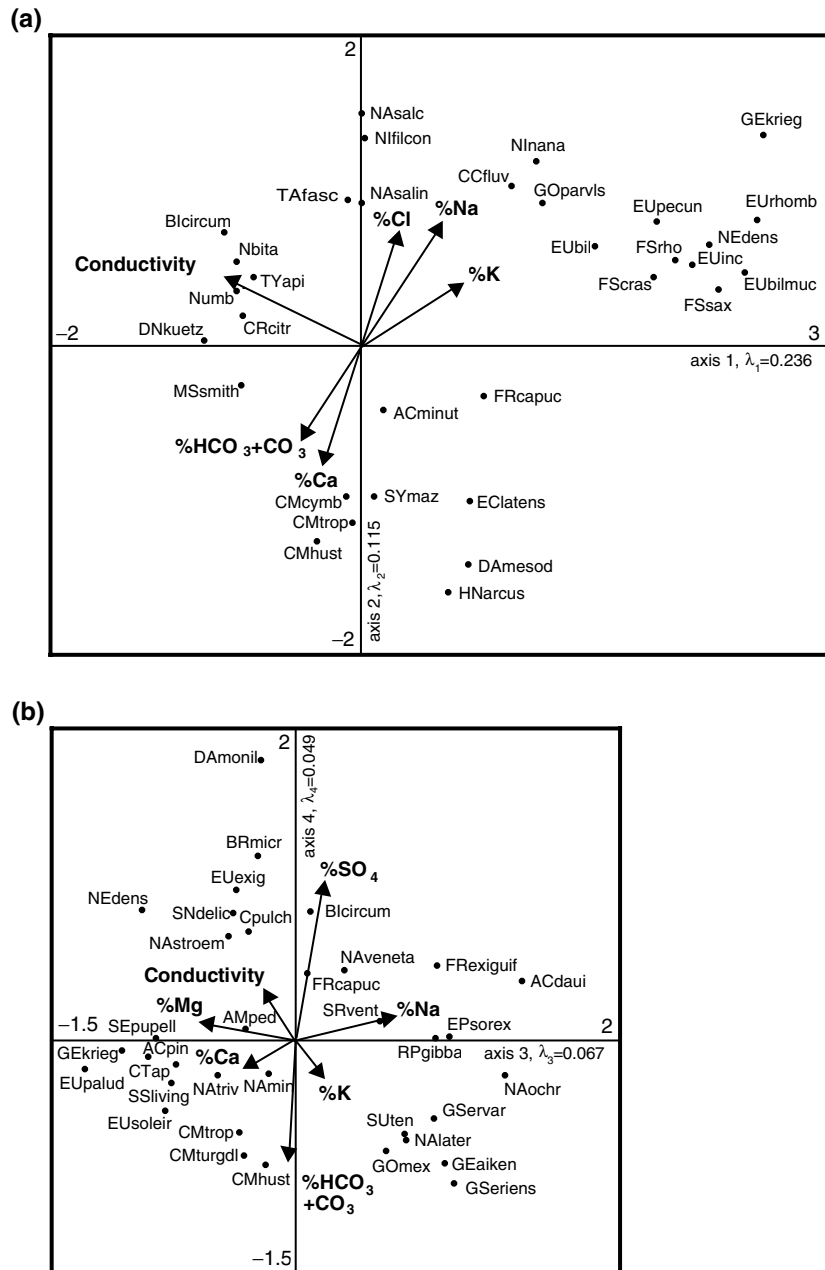 (a)
2
NAsalc
NIfilcon
GEkrieg
NInana
CCfluv
TAfasc
NAsalin
GOparvls
EUrhomb
EUpecun
%Cl
%Na
BIcircum
Nbita
EUbil
FSrho
NEdens
EUinc
Conductivity
TYapi
%K
FScras
EUbilmuc
Numb
FSsax
CRcitr
DNkuetz
–2
3
axis 1, λ1=0.236
MSsmith
FRcapuc
ACminut
%HCO3+CO3
%Ca
CMcymb
SYmaz
EClatens
CMtrop
CMhust
DAmesod
HNarcus
axis 2, λ2=0.115
–2
(b)
2
DAmonil
axis 4, λ4=0.049
BRmicr
EUexig
%SO4
NEdens
SNdelic
Cpulch
BIcircum
NAstroem
NAveneta
FRexiguif
Conductivity
FRcapuc
ACdaui
%Mg
AMped
SRvent
%Na
–1.5
SEpupell
EPsorex
2
GEkrieg
ACpin
%Ca
RPgibba
axis 3, λ3=0.067
EUpalud
CTap
NAtriv
NAmin
%K
NAochr
SSliving
EUsoleir
SUten
GServar
CMtrop
NAlater
CMturgdl
GOmex
GEaiken
CMhust
%HCO3
+CO3
GSeriens
–1.5